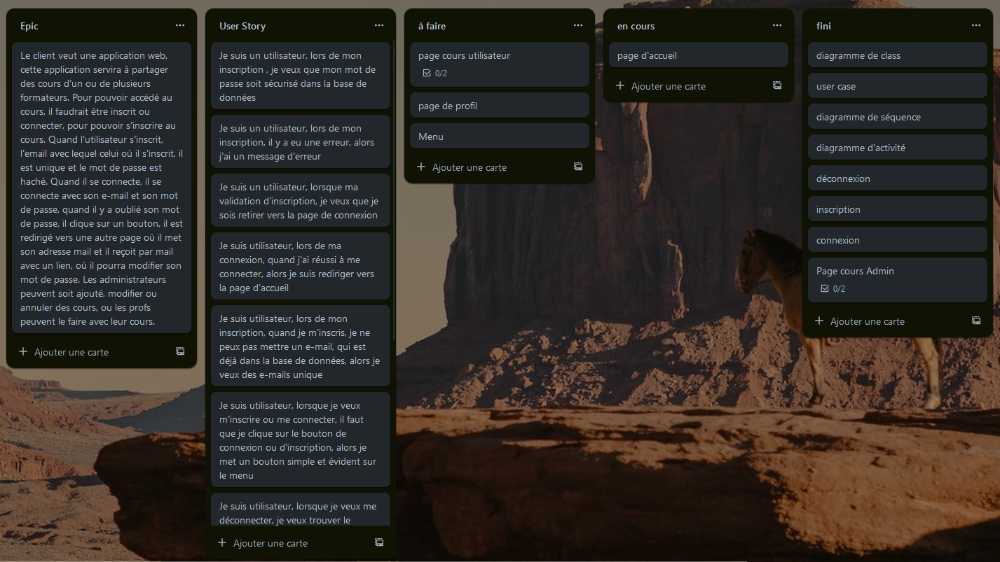 Epic
Le client veut une application web,
cette application servira à partager
des cours d'un ou de plusieurs
formateurs. Pour pouvoir accédé au
cours, il faudrait être inscrit ou
connecter, pour pouvoir s'inscrire au
cours. Quand l'utilisateur s'inscrit,
l'email avec lequel celui où il s'inscrit, il
est unique et le mot de passe est
haché. Quand il se connecte, il se
connecte avec son e-mail et son mot
de passe, quand il y a oublié son mot
de passe, il clique sur un bouton, il est
redirigé vers une autre page où il met
son adresse mail et il reçoit par mail
avec un lien, où il pourra modifier son
mot de passe. Les administrateurs
peuvent soit ajouté, modifier ou
annuler des cours, ou les profs
peuvent le faire avec leur cours.
Ajouter une carte
User Story
Je suis un utilisateur, lors de mon
inscription , je veux que mon mot de
passe soit sécurisé dans la base de
données
Je suis un utilisateur, lors de mon
inscription, il y a eu une erreur, alors
j'ai un message d'erreur
Je suis un utilisateur, lorsque ma
validation d'inscription, je veux que je
sois retirer vers la page de connexion
Je suis utilisateur, lors de ma
connexion, quand j'ai réussi à me
connecter, alors je suis rediriger vers
la page d'accueil
Je suis utilisateur, lors de mon
inscription, quand je m'inscris, je ne
peux pas mettre un e-mail, qui est
déjà dans la base de données, alors je
veux des e-mails unique
Je suis utilisateur, lorsque je veux
m'inscrire ou me connecter, il faut
que je clique sur le bouton de
connexion ou d'inscription, alors je
met un bouton simple et évident sur
le menu
Je suis utilisateur, lorsque je veux me
déconnecter, je veux trouver le
Ajouter une carte
à faire
page cours utilisateur
0/2
page de profil
Menu
Ajouter une carte
en cours
page d'accueil
Ajouter une carte
fini
diagramme de class
user case
diagramme de séquence
diagramme d'activité
déconnexion
inscription
connexion
Page cours Admin
0/2
Ajouter une carte